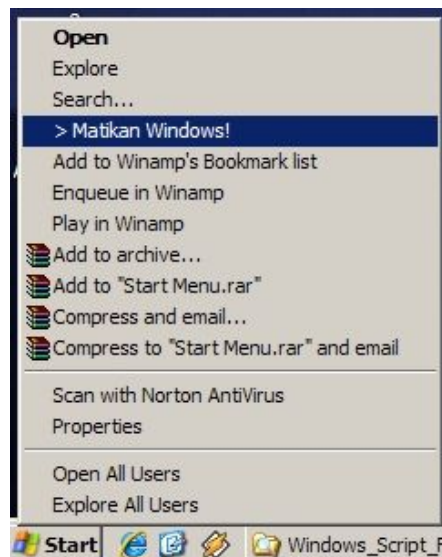 Open
Explore
Search...
> Matikan Windows!
Add to Winamp's Bookmark list
Enqueue in Winamp
Play in Winamp
Add to archive...
Add to "Start Menu.rar"
Compress and email...
Compress to "Start Menu.rar" and email
Scan with Norton AntiVirus
Properties
Open All Users
Explore All Users
Start Windows_Script_